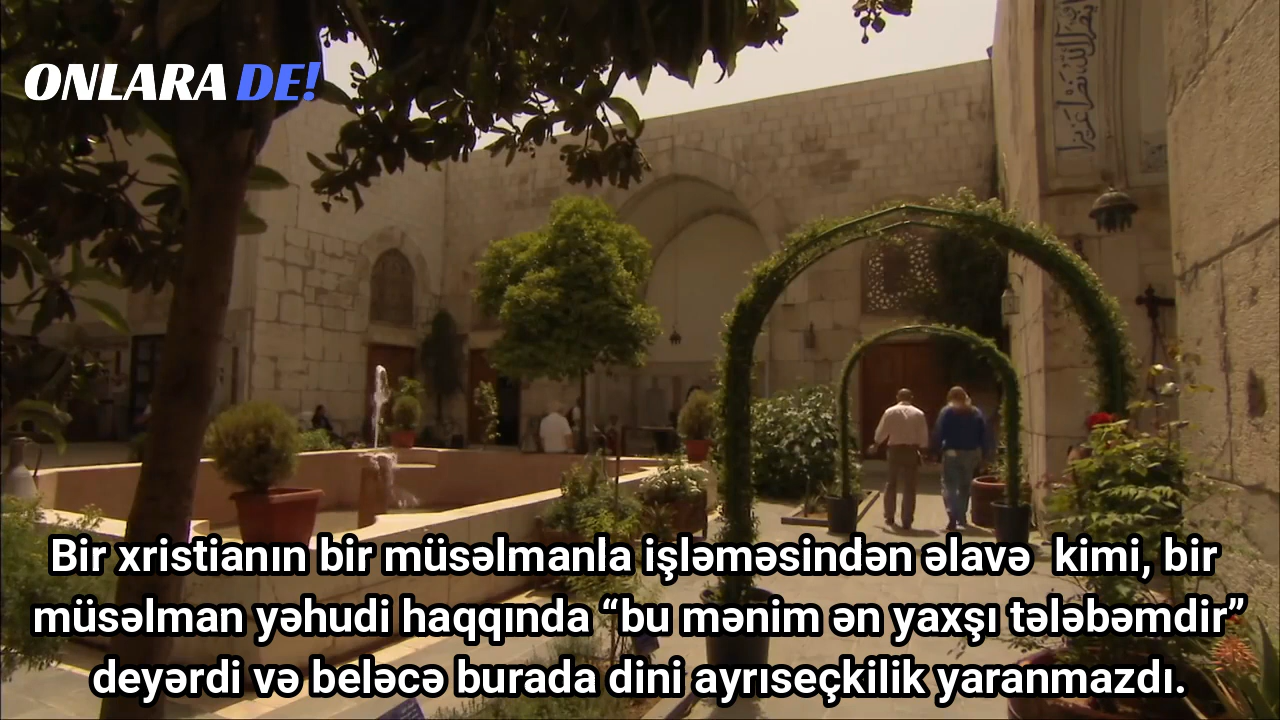 ONLARA DE!
Bir xristianın bir müsəlmanla işləməsindən əlavə  kimi, bir
müsəlman yəhudi haqqında “bu mənim ən yaxşı tələbəmdir”
deyərdi və beləcə burada dini ayrıseçkilik yaranmazdı.